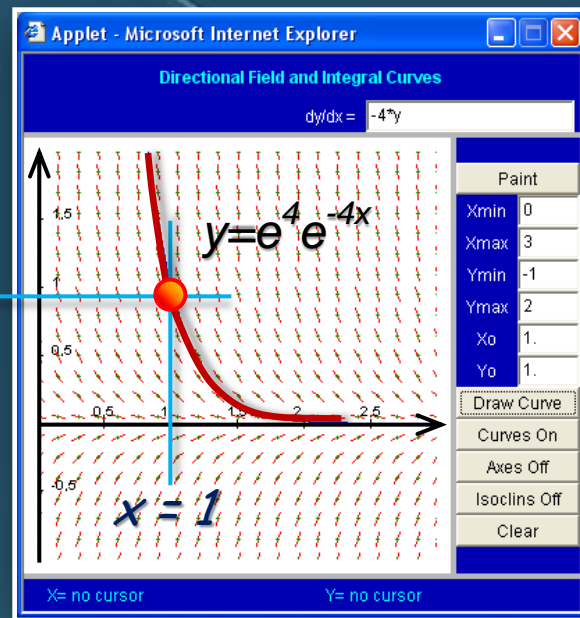 Applet - Microsoft Internet Explorer
Directional Field and Integral Curves
dy/dx = -4*y
Paint
Xmin 0
Xmax 3
Ymin -1
Ymax 2
Xo 1.
Yo 1.
Draw Curve
Curves On
Axes Off
Isoclins Off
Clear
1,5
y=e⁴e⁻⁴ˣ
1
0,5
0,5 1 1,5 2 2,5
-0,5
x = 1
X= no cursor Y= no cursor